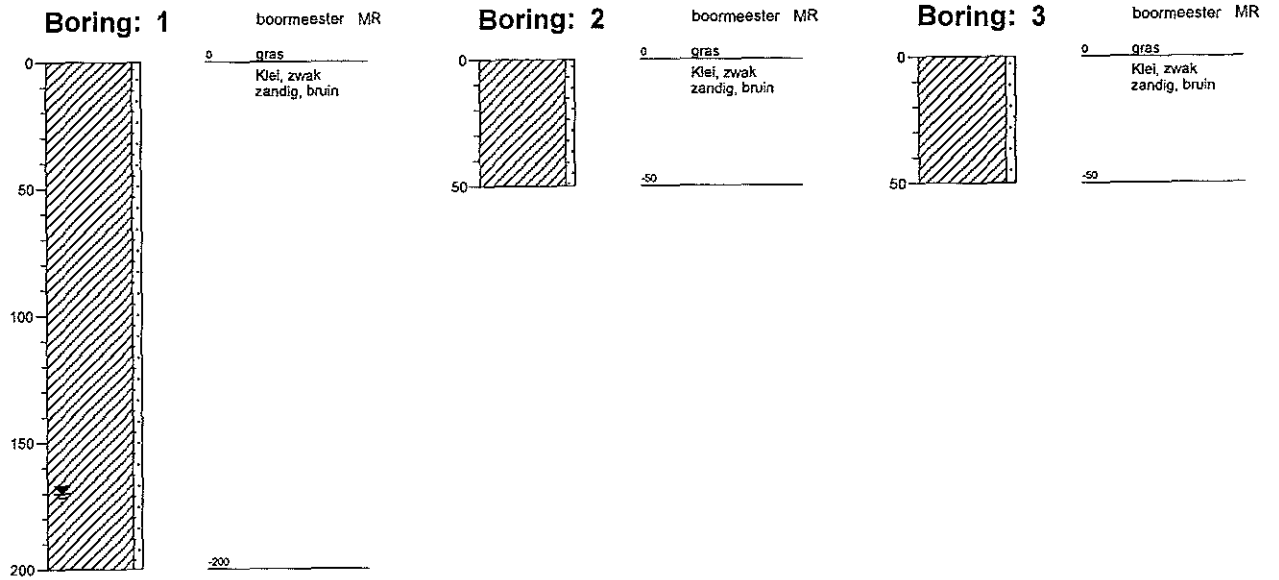 Boring: 1
boormeester MR
0
50
100
150
200
0 gras
Klei, zwak
zandig, bruin
-200
Boring: 2
boormeester MR
0
50
0 gras
Klei, zwak
zandig, bruin
-50
Boring: 3
boormeester MR
0
50
0 gras
Klei, zwak
zandig, bruin
-50